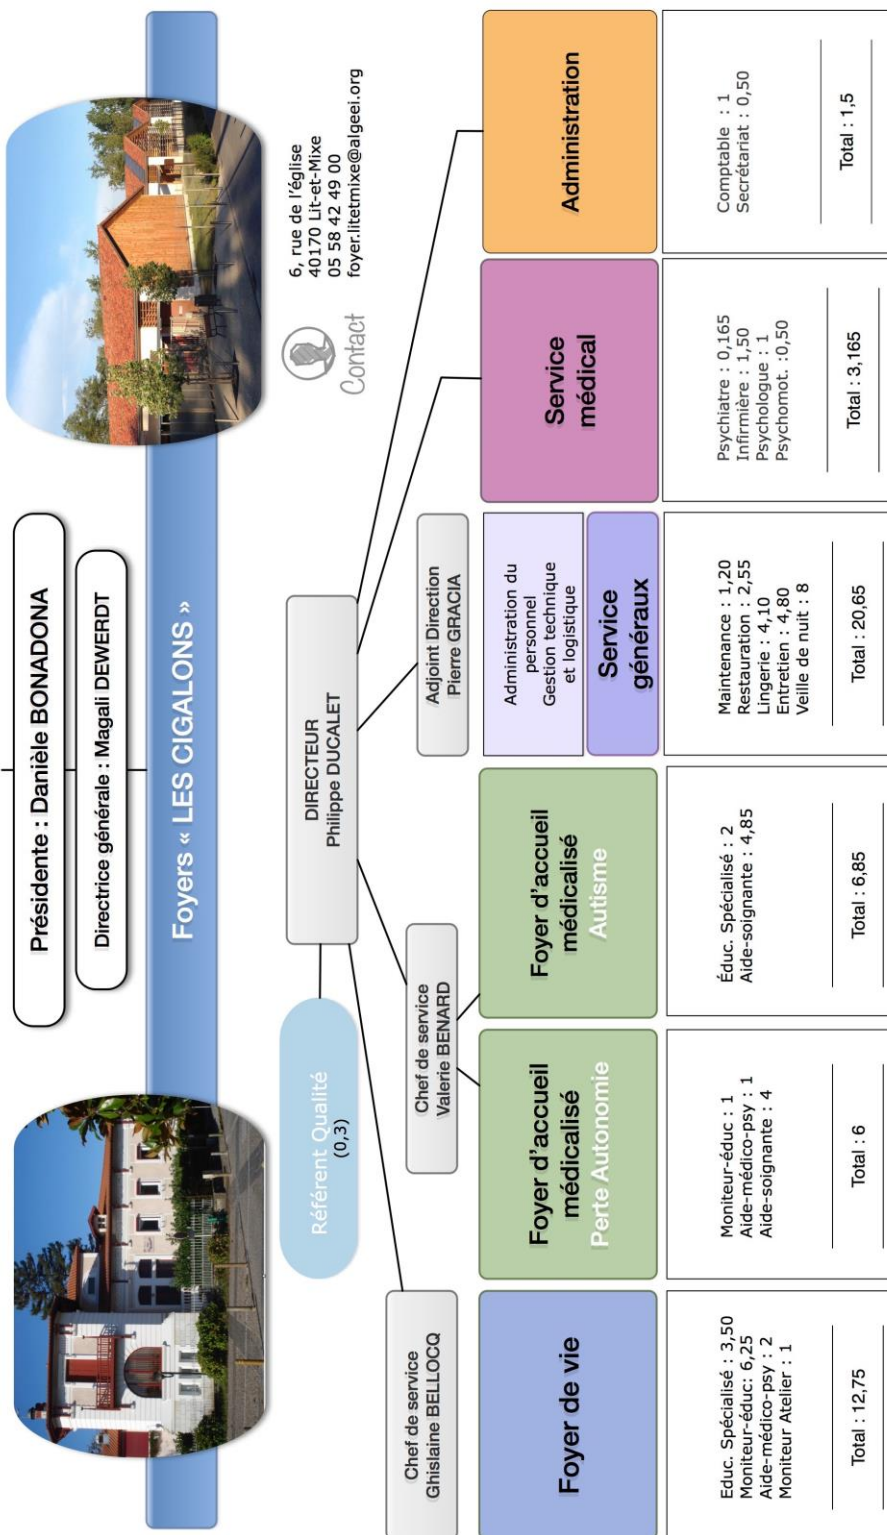 Présidente : Danièle BONADONA
Directrice générale : Magali DEWERDT
Foyers « LES CIGALONS »
Contact
6, rue de l'église
40170 Lit-et-Mixe
05 58 42 49 00
foyer.litetmixe@algeei.org
Référent Qualité
(0,3)
DIRECTEUR
Philippe DUCALET
Chef de service
Ghislaine BELLOCQ
Chef de service
Valerie BENARD
Adjoint Direction
Pierre GRACIA
Foyer de vie
Foyer d'accueil
médicalisé
Perte Autonomie
Foyer d'accueil
médicalisé
Autisme
Administration du
personnel
Gestion technique
et logistique
Service
généraux
Service
médical
Administration
Educ. Spécialisé : 3,50
Moniteur-éduc: 6,25
Aide-médico-psy : 2
Moniteur Atelier : 1
Total : 12,75
Moniteur-éduc : 1
Aide-médico-psy : 1
Aide-soignante : 4
Total : 6
Éduc. Spécialisé : 2
Aide-soignante : 4,85
Total : 6,85
Maintenance : 1,20
Restauration : 2,55
Lingerie : 4,10
Entretien : 4,80
Veille de nuit : 8
Total : 20,65
Psychiatre : 0,165
Infirmière : 1,50
Psychologue : 1
Psychomot. :0,50
Total : 3,165
Comptable : 1
Secrétariat : 0,50
Total : 1,5